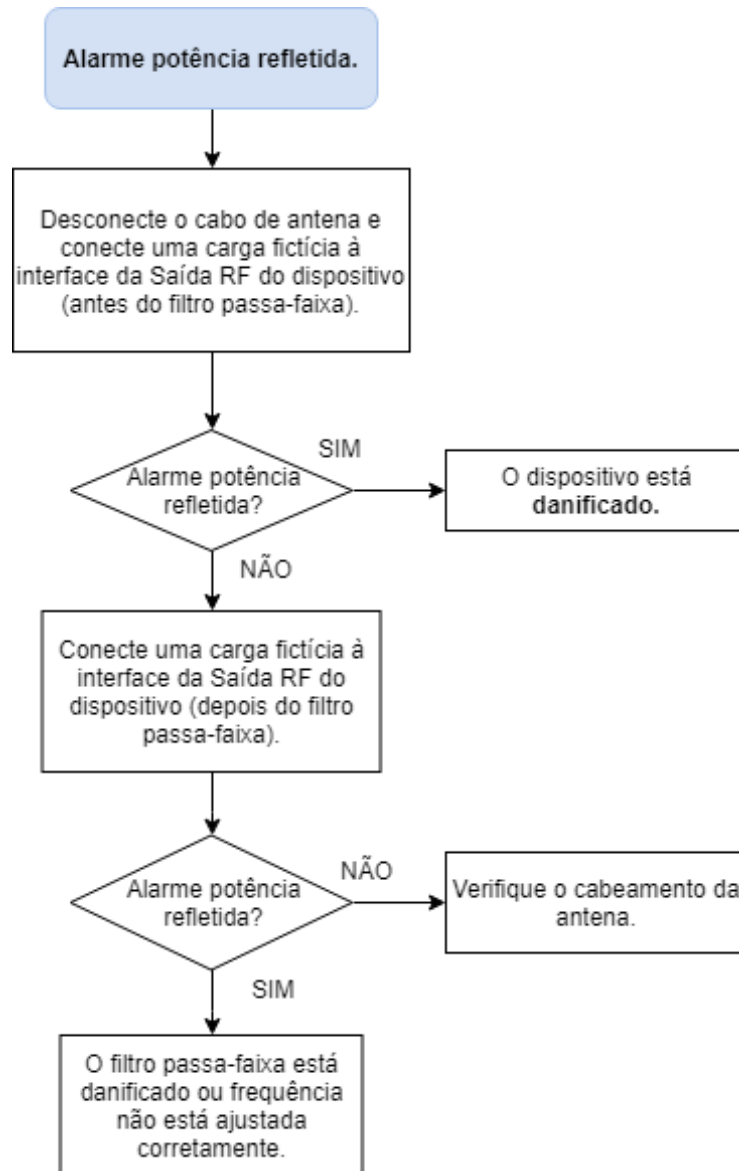 Alarme potência refletida.
Desconecte o cabo de antena e
conecte uma carga fictícia à
interface da Saída RF do dispositivo
(antes do filtro passa-faixa).
SIM
Alarme potência
refletida?
O dispositivo está
danificado.
NÃO
Conecte uma carga fictícia à
interface da Saída RF do
dispositivo (depois do filtro
passa-faixa).
NÃO
Alarme potência
refletida?
Verifique o cabeamento da
antena.
SIM
O filtro passa-faixa está
danificado ou frequência
não está ajustada
corretamente.